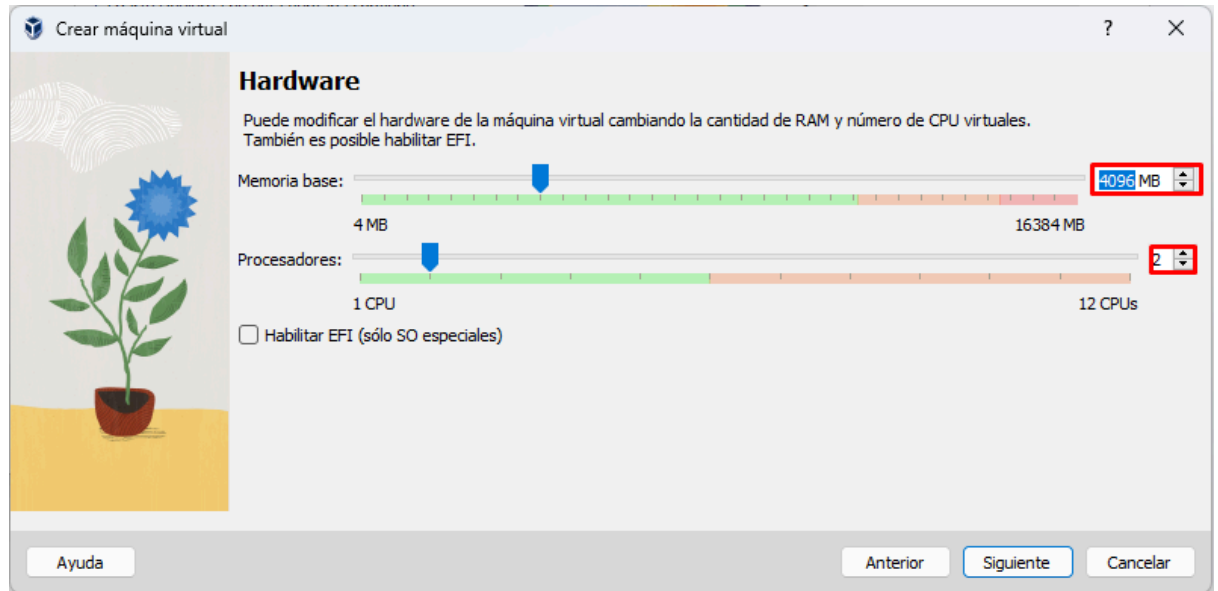 Crear máquina virtual
?
Hardware
Puede modificar el hardware de la máquina virtual cambiando la cantidad de RAM y número de CPU virtuales.
También es posible habilitar EFI.
Memoria base:
4096 MB
4 MB
16384 MB
Procesadores:
2
1 CPU
12 CPUs
Habilitar EFI (sólo SO especiales)
Ayuda
Anterior
Siguiente
Cancelar